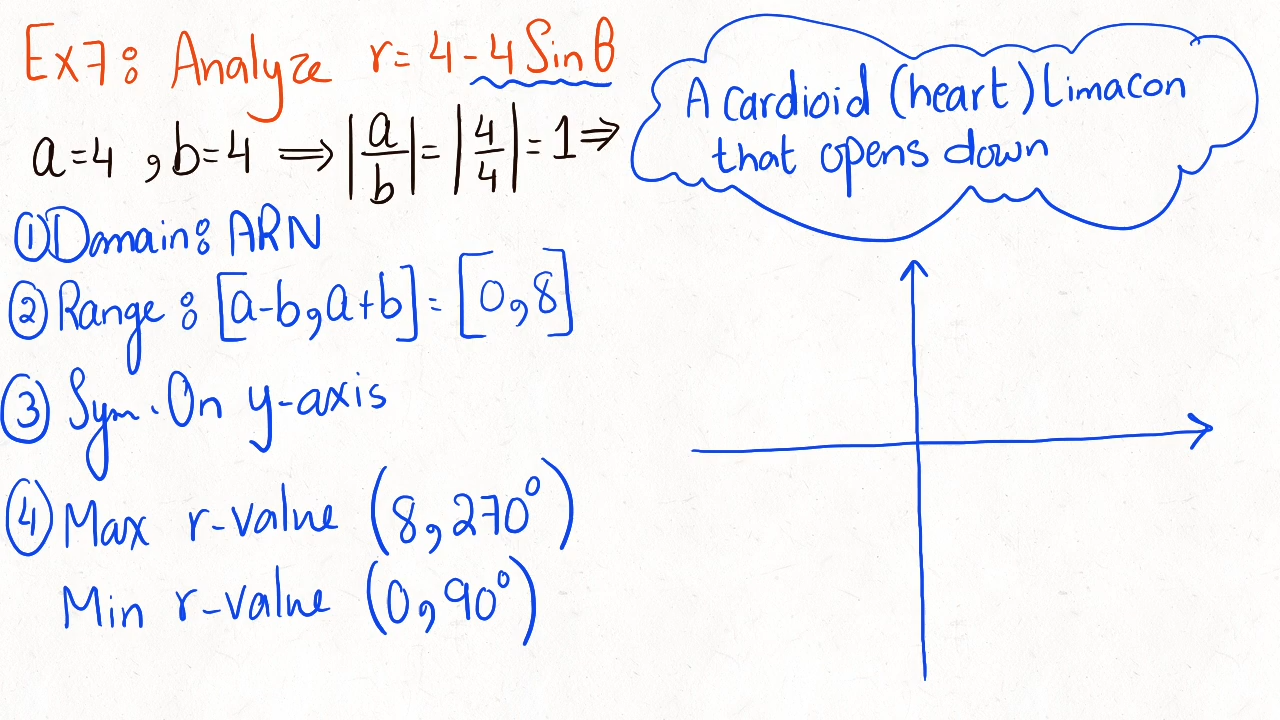 Ex7: Analyze r= 4-4Sinθ
a=4 , b=4 ⟹ |a/b| = |4/4| = 1 ⇒
A cardioid (heart) Limacon
that opens down
① Domain: ARN
② Range: [a-b, a+b] = [0, 8]
③ Sym. On y-axis
④ Max r-value (8, 270°)
Min r-value (0, 90°)